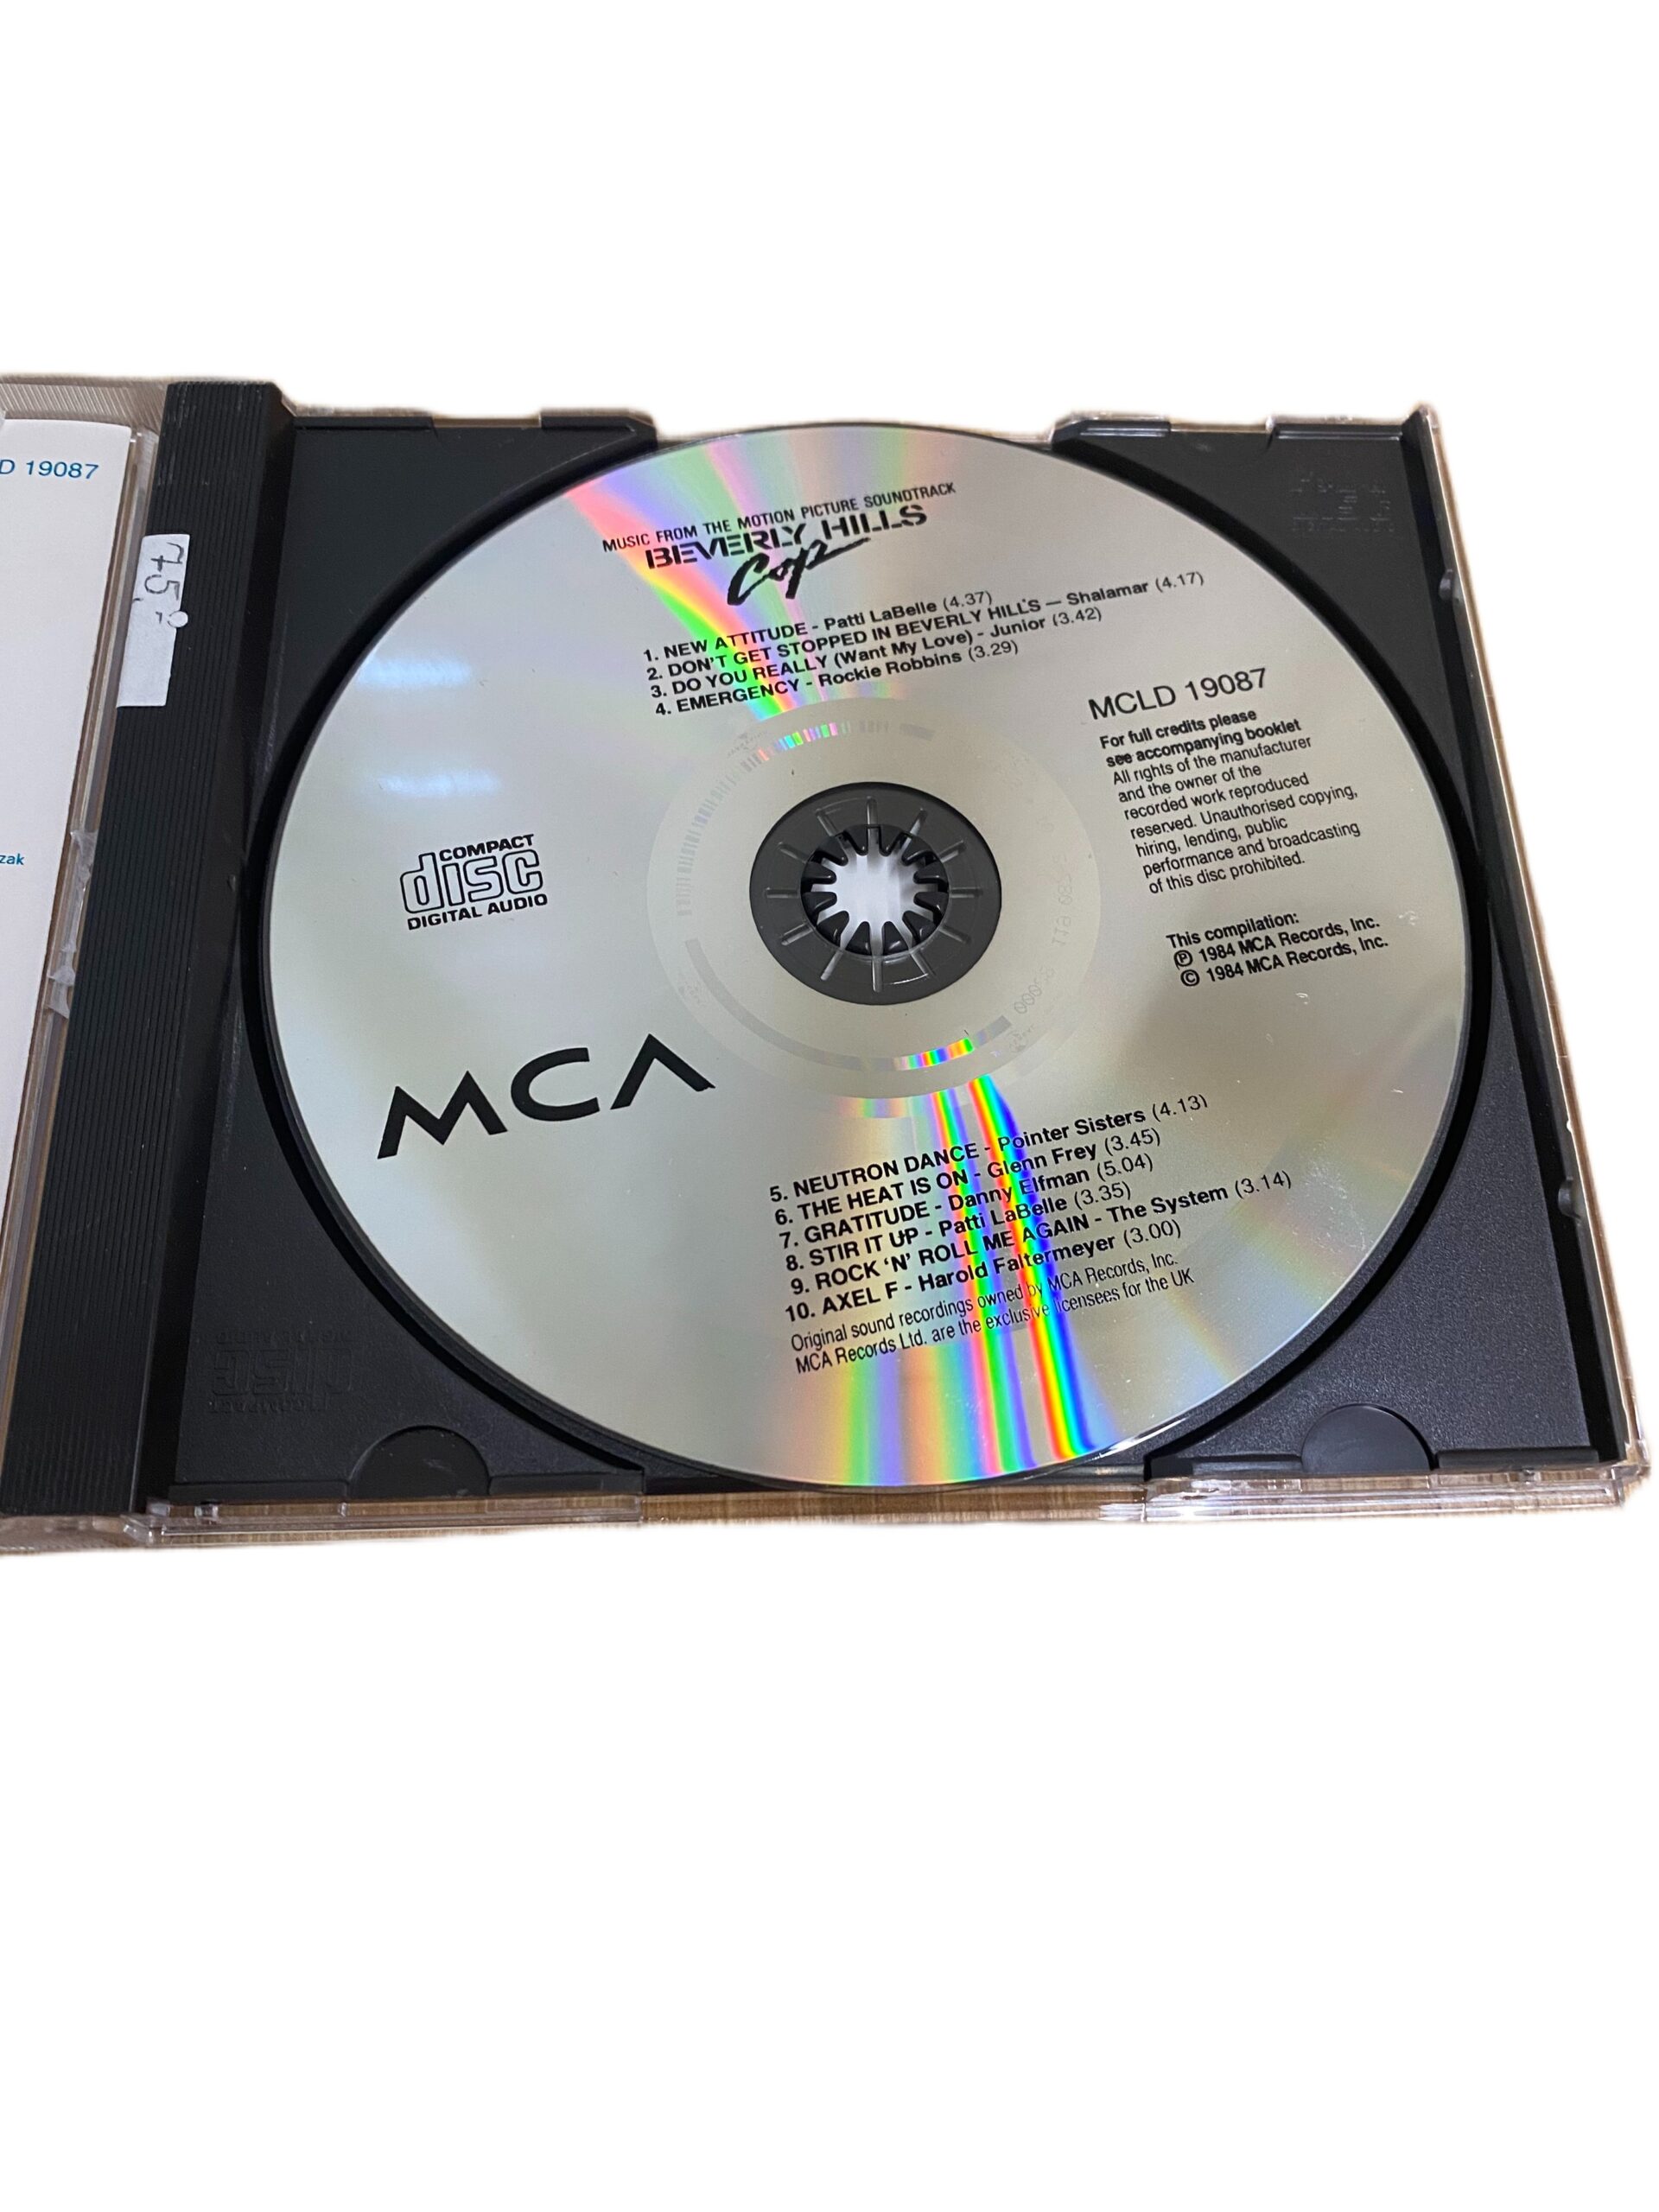 D 19087
zak
MUSIC FROM THE MOTION PICTURE SOUNDTRACK
BEVERLY HILLS
Cop
1. NEW ATTITUDE - Patti LaBelle (4.37)
2. DON'T GET STOPPED IN BEVERLY HILLS — Shalamar (4.17)
3. DO YOU REALLY (Want My Love) - Junior (3.42)
4. EMERGENCY - Rockie Robbins (3.29)
MCLD 19087
For full credits please
see accompanying booklet
All rights of the manufacturer
and the owner of the
recorded work reproduced
reserved. Unauthorised copying,
hiring, lending, public
performance and broadcasting
of this disc prohibited.
This compilation:
℗ 1984 MCA Records, Inc.
© 1984 MCA Records, Inc.
COMPACT
disc
DIGITAL AUDIO
MCA
5. NEUTRON DANCE - Pointer Sisters (4.13)
6. THE HEAT IS ON - Glenn Frey (3.45)
7. GRATITUDE - Danny Elfman (5.04)
8. STIR IT UP - Patti LaBelle (3.35)
9. ROCK 'N' ROLL ME AGAIN - The System (3.14)
10. AXEL F - Harold Faltermeyer (3.00)
Original sound recordings owned by MCA Records, Inc.
MCA Records Ltd. are the exclusive licensees for the UK